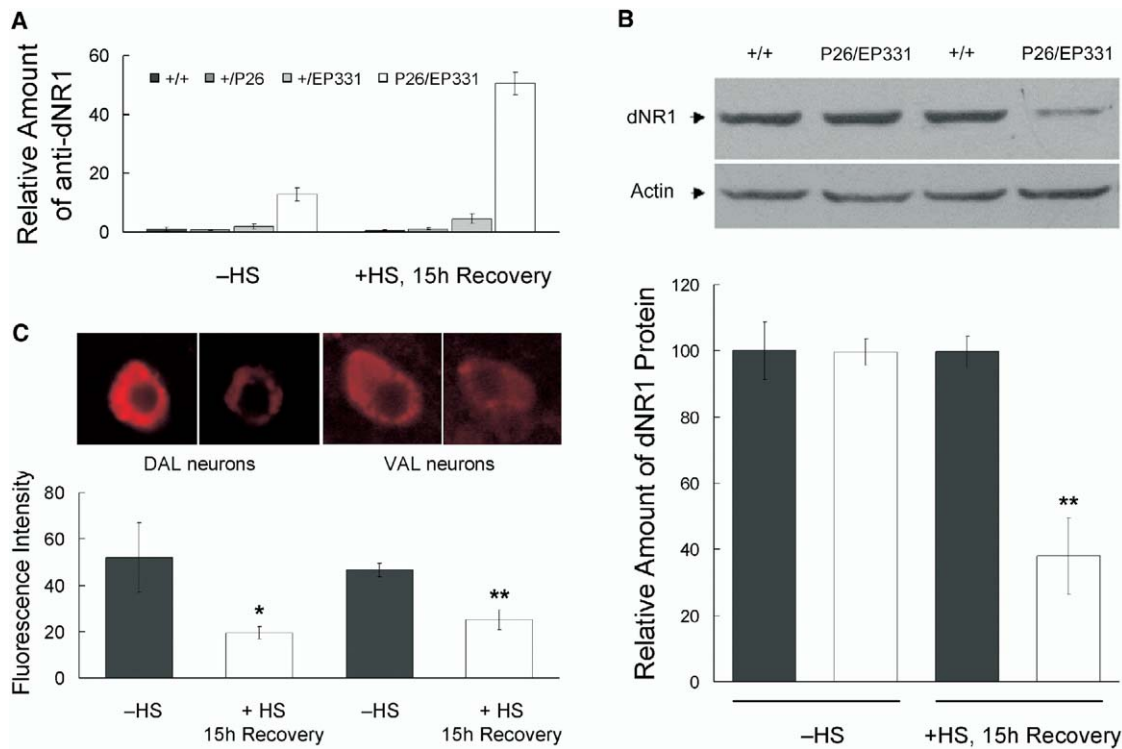 A
Relative Amount
of anti-dNR1
60
40
20
0
+/+ +/P26 +/EP331 P26/EP331
–HS +HS, 15h Recovery
B
+/+ P26/EP331 +/+ P26/EP331
dNR1
Actin
Relative Amount of dNR1 Protein
120
100
80
60
40
20
0
**
–HS +HS, 15h Recovery
C
DAL neurons VAL neurons
Fluorescence Intensity
80
60
40
20
0
* **
–HS + HS –HS + HS
15h Recovery 15h Recovery